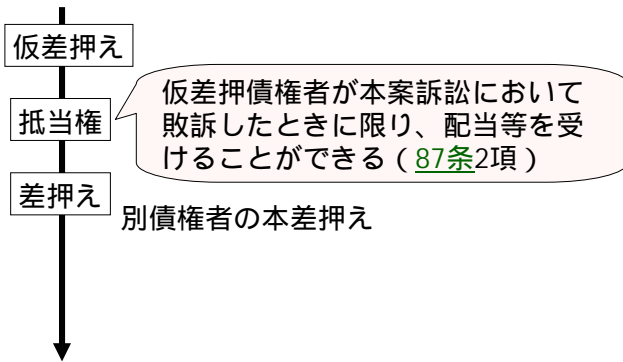 仮差押え
抵当権
仮差押債権者が本案訴訟において
敗訴したときに限り、配当等を受
けることができる（87条2項）
差押え
別債権者の本差押え